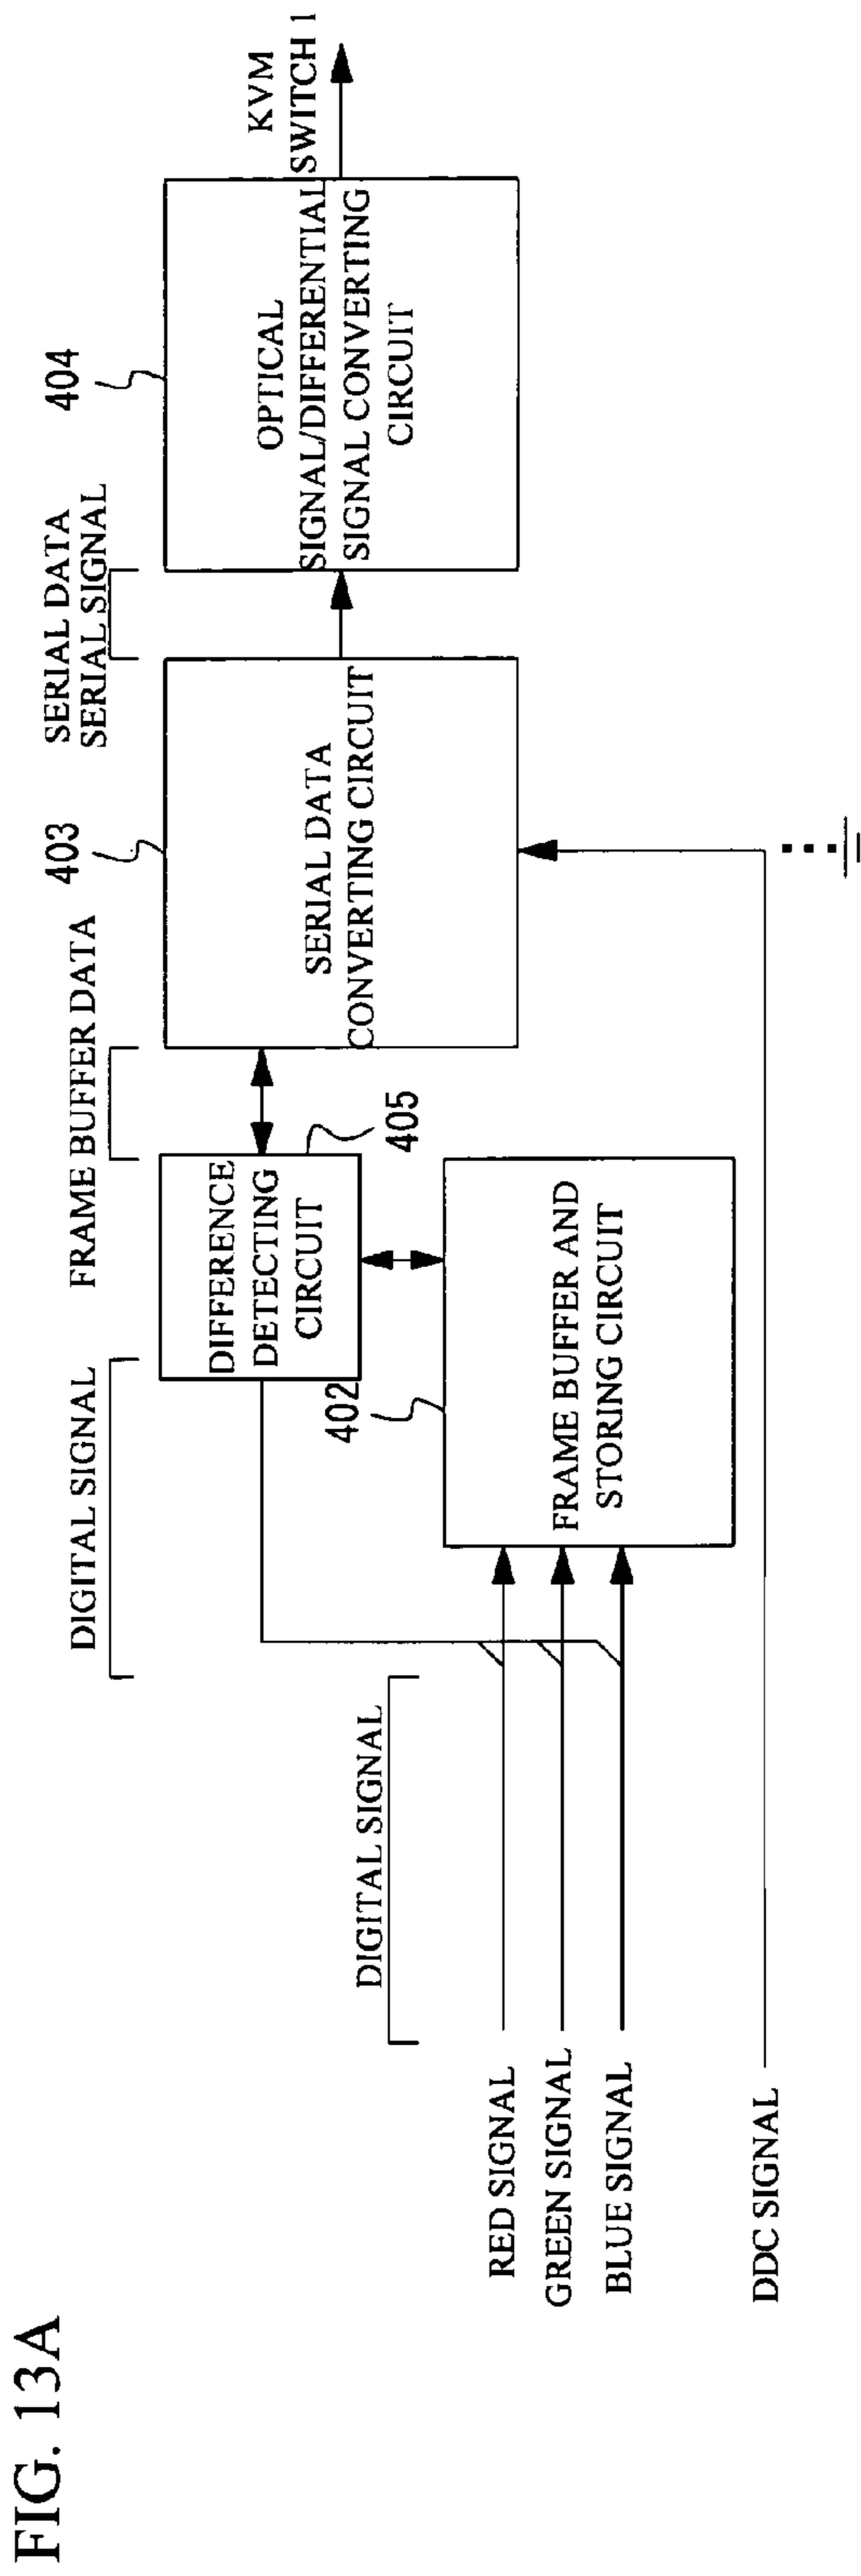 FIG. 13A
RED SIGNAL
GREEN SIGNAL
BLUE SIGNAL
DDC SIGNAL
DIGITAL SIGNAL
DIGITAL SIGNAL
402
FRAME BUFFER AND
STORING CIRCUIT
DIFFERENCE
DETECTING
CIRCUIT
405
FRAME BUFFER DATA
403
SERIAL DATA
CONVERTING CIRCUIT
SERIAL DATA
SERIAL SIGNAL
404
OPTICAL
SIGNAL/DIFFERENTIAL
SIGNAL CONVERTING
CIRCUIT
KVM
SWITCH 1